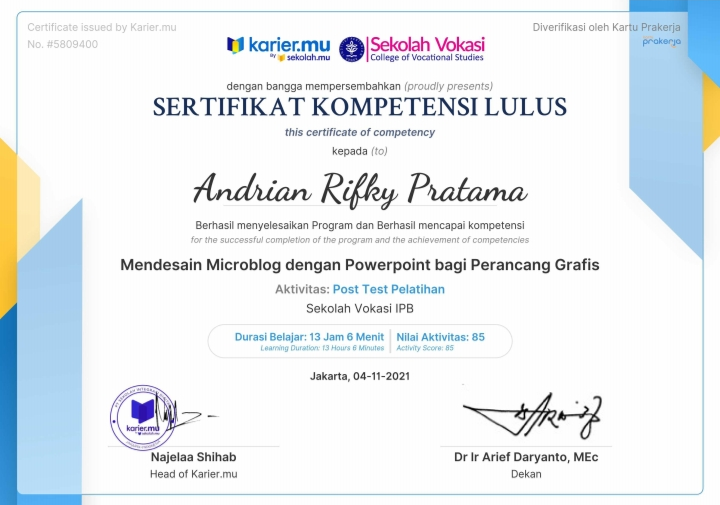 Certificate issued by Karier.mu
No. #5809400
Diverifikasi oleh Kartu Prakerja
prakerja
karier.mu
By sekolah.mu
Sekolah Vokasi
College of Vocational Studies
dengan bangga mempersembahkan (proudly presents)
SERTIFIKAT KOMPETENSI LULUS
this certificate of competency
kepada (to)
Andrian Rifky Pratama
Berhasil menyelesaikan Program dan Berhasil mencapai kompetensi
for the successful completion of the program and the achievement of competencies
Mendesain Microblog dengan Powerpoint bagi Perancang Grafis
Aktivitas: Post Test Pelatihan
Sekolah Vokasi IPB
Durasi Belajar: 13 Jam 6 Menit
Learning Duration: 13 Hours 6 Minutes
Nilai Aktivitas: 85
Activity Score: 85
Jakarta, 04-11-2021
karier.mu
Najelaa Shihab
Head of Karier.mu
Dr Ir Arief Daryanto, MEc
Dekan